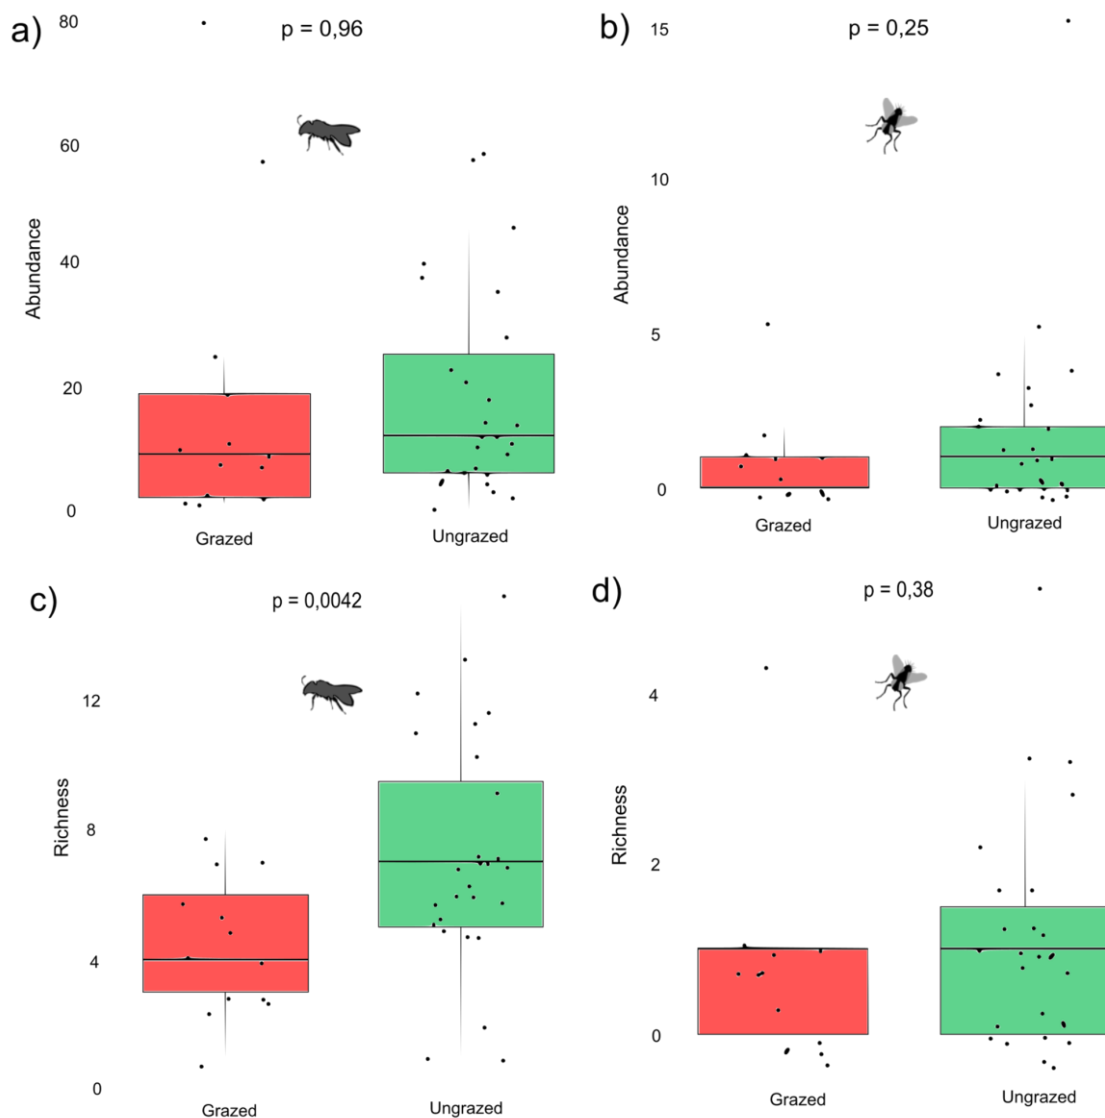 a)
p = 0,96
80
60
40
20
0
Abundance
Grazed
Ungrazed
b)
p = 0,25
15
10
5
0
Abundance
Grazed
Ungrazed
c)
p = 0,0042
12
8
4
0
Richness
Grazed
Ungrazed
d)
p = 0,38
4
2
0
Richness
Grazed
Ungrazed